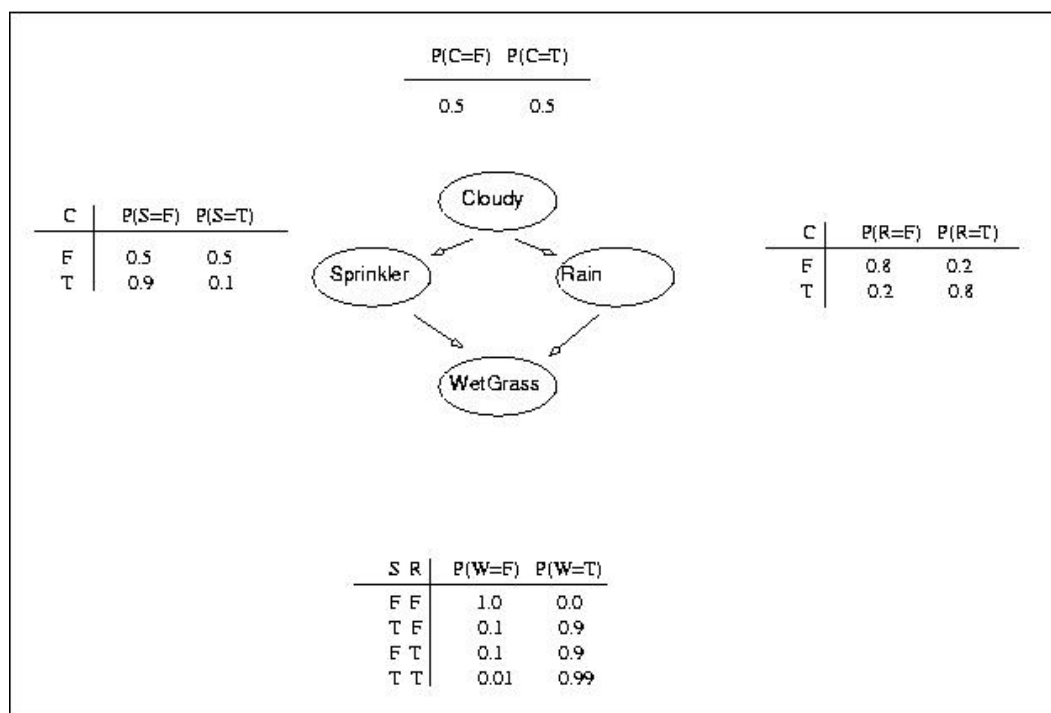 P(C=F) P(C=T)
0.5 0.5
Cloudy
C P(S=F) P(S=T)
F 0.5 0.5
T 0.9 0.1
Sprinkler
Rain
C P(R=F) P(R=T)
F 0.8 0.2
T 0.2 0.8
WetGrass
S R P(W=F) P(W=T)
F F 1.0 0.0
T F 0.1 0.9
F T 0.1 0.9
T T 0.01 0.99